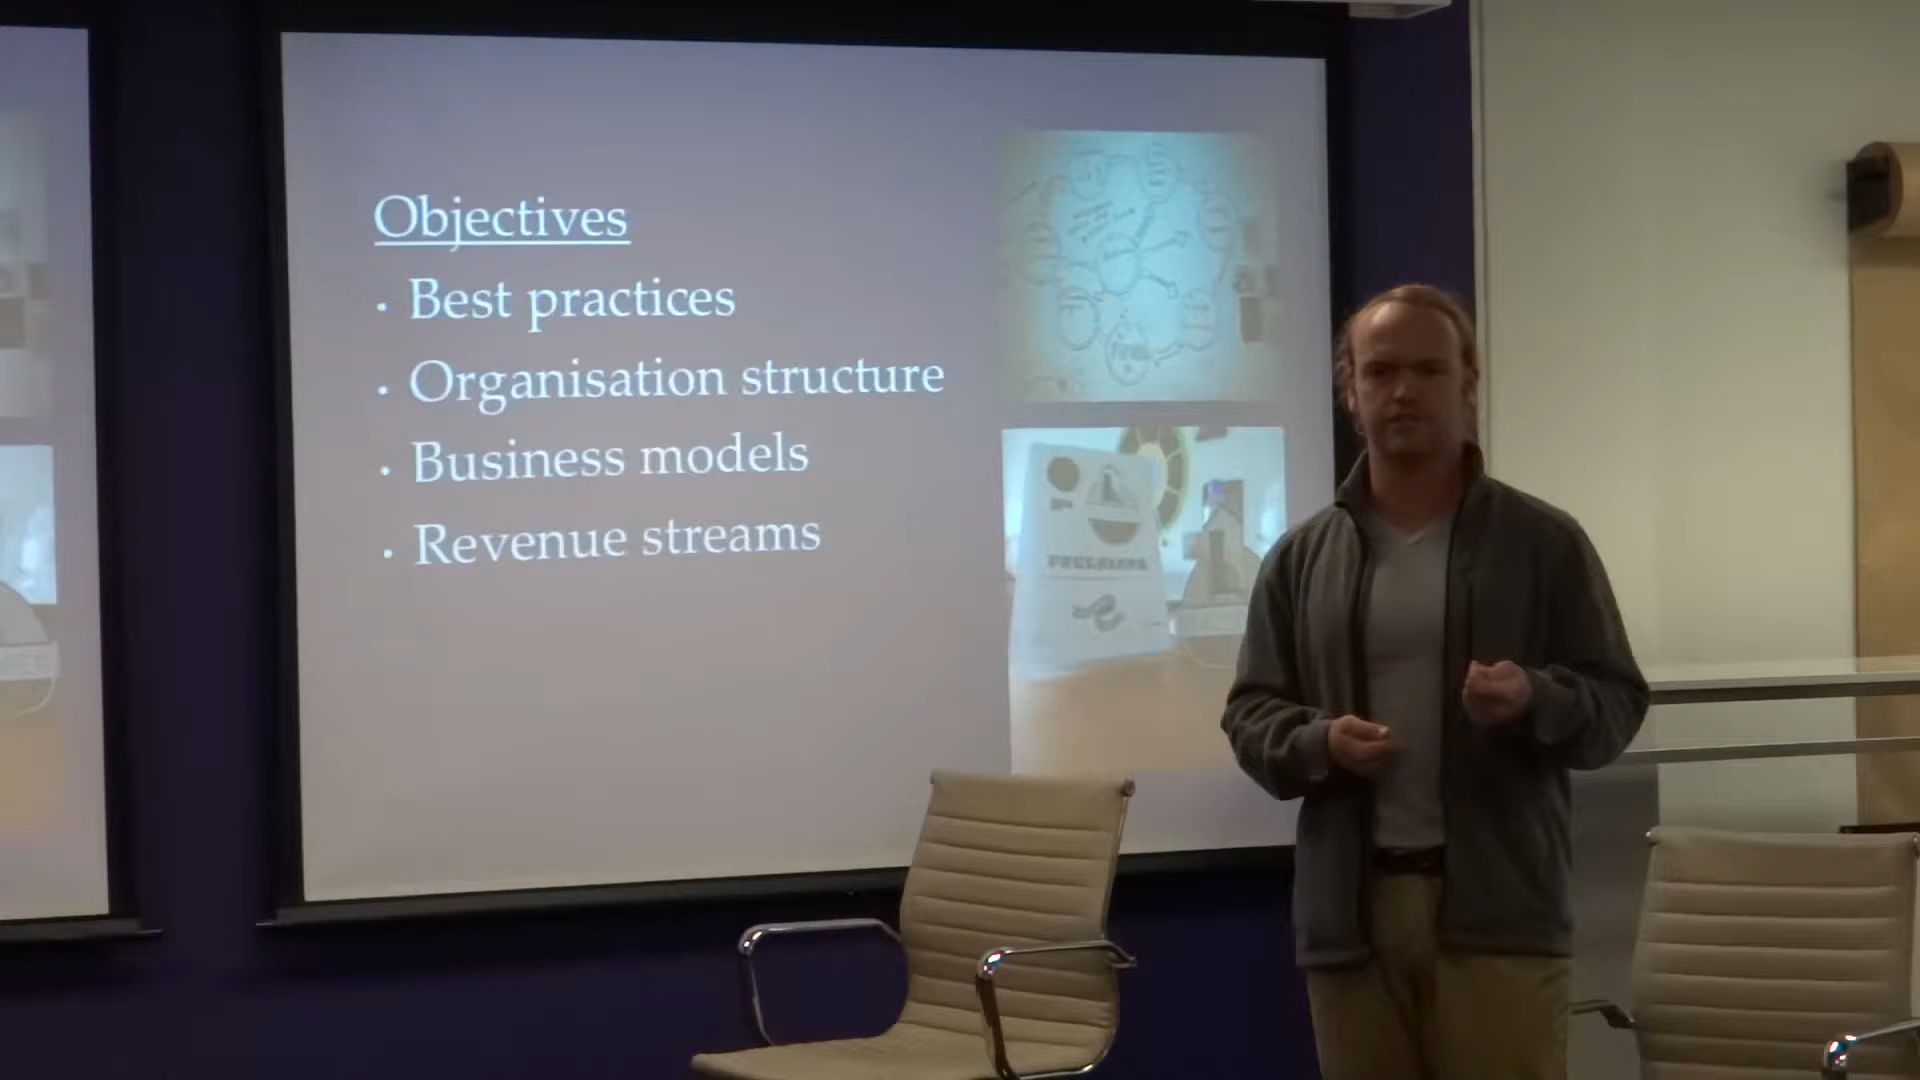 Objectives
• Best practices
• Organisation structure
• Business models
• Revenue streams